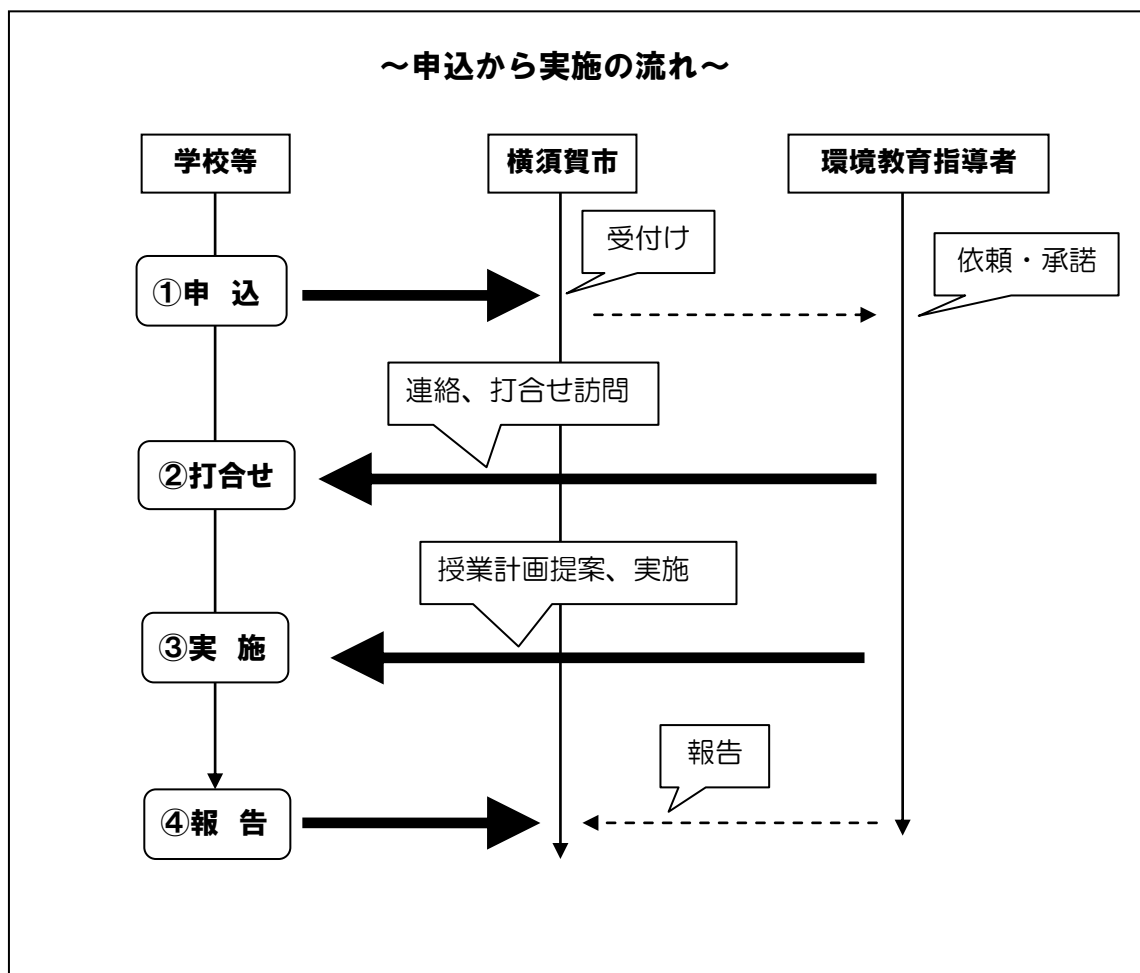 ～申込から実施の流れ～
学校等
横須賀市
環境教育指導者
受付け
依頼・承諾
①申 込
連絡、打合せ訪問
②打合せ
授業計画提案、実施
③実 施
報告
④報 告